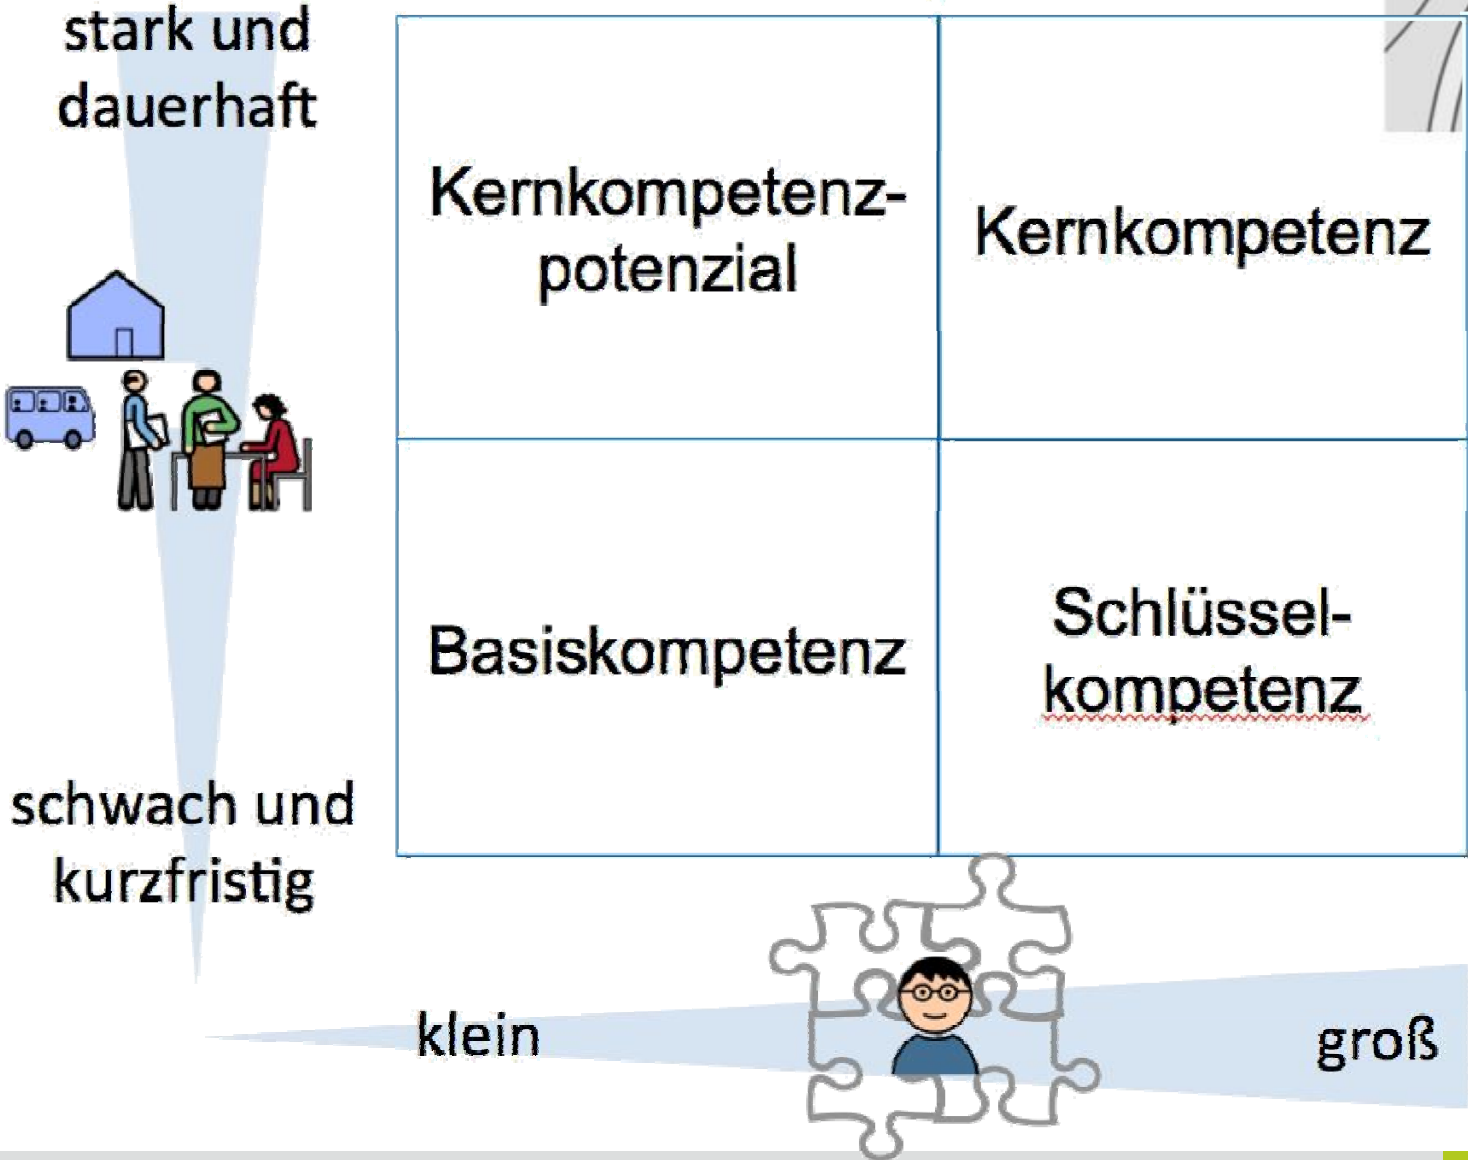 stark und
dauerhaft
Kernkompetenz-
potenzial
Kernkompetenz
Basiskompetenz
Schlüssel-
kompetenz
schwach und
kurzfristig
klein
groß